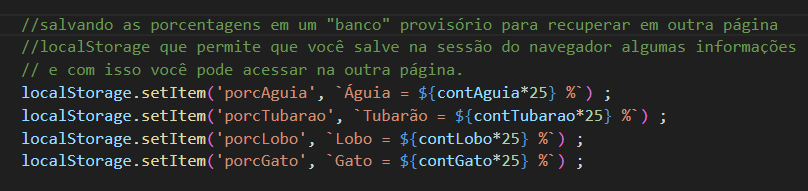 //salvando as porcentagens em um "banco" provisório para recuperar em outra página
//localStorage que permite que você salve na sessão do navegador algumas informações
// e com isso você pode acessar na outra página.
localStorage.setItem('porcAguia', `Águia = ${contAguia*25} %`) ;
localStorage.setItem('porcTubarao', `Tubarão = ${contTubarao*25} %`) ;
localStorage.setItem('porcLobo', `Lobo = ${contLobo*25} %`) ;
localStorage.setItem('porcGato', `Gato = ${contGato*25} %`) ;